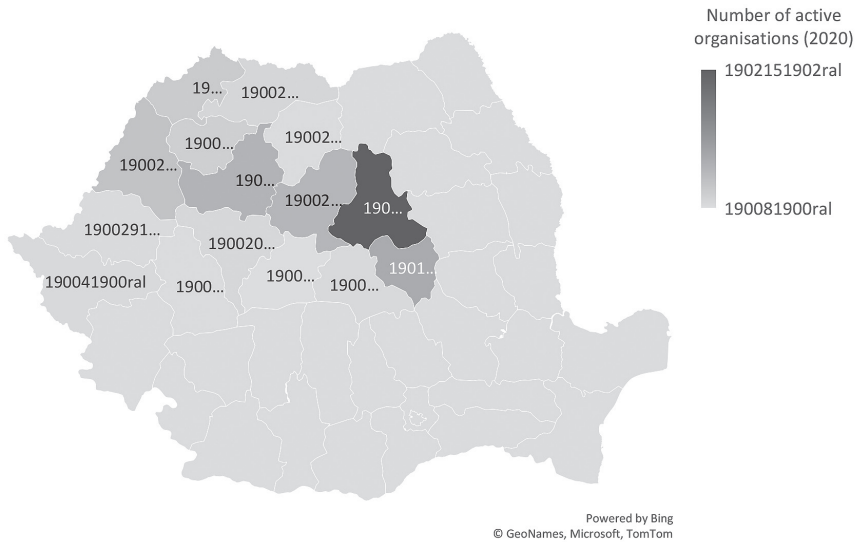 Number of active
organisations (2020)
1902151902ral
190081900ral
19...
19002...
1900...
19002...
19002...
190...
19002...
190...
1900291...
190020...
1901...
190041900ral
1900...
1900...
1900...
Powered by Bing
© GeoNames, Microsoft, TomTom